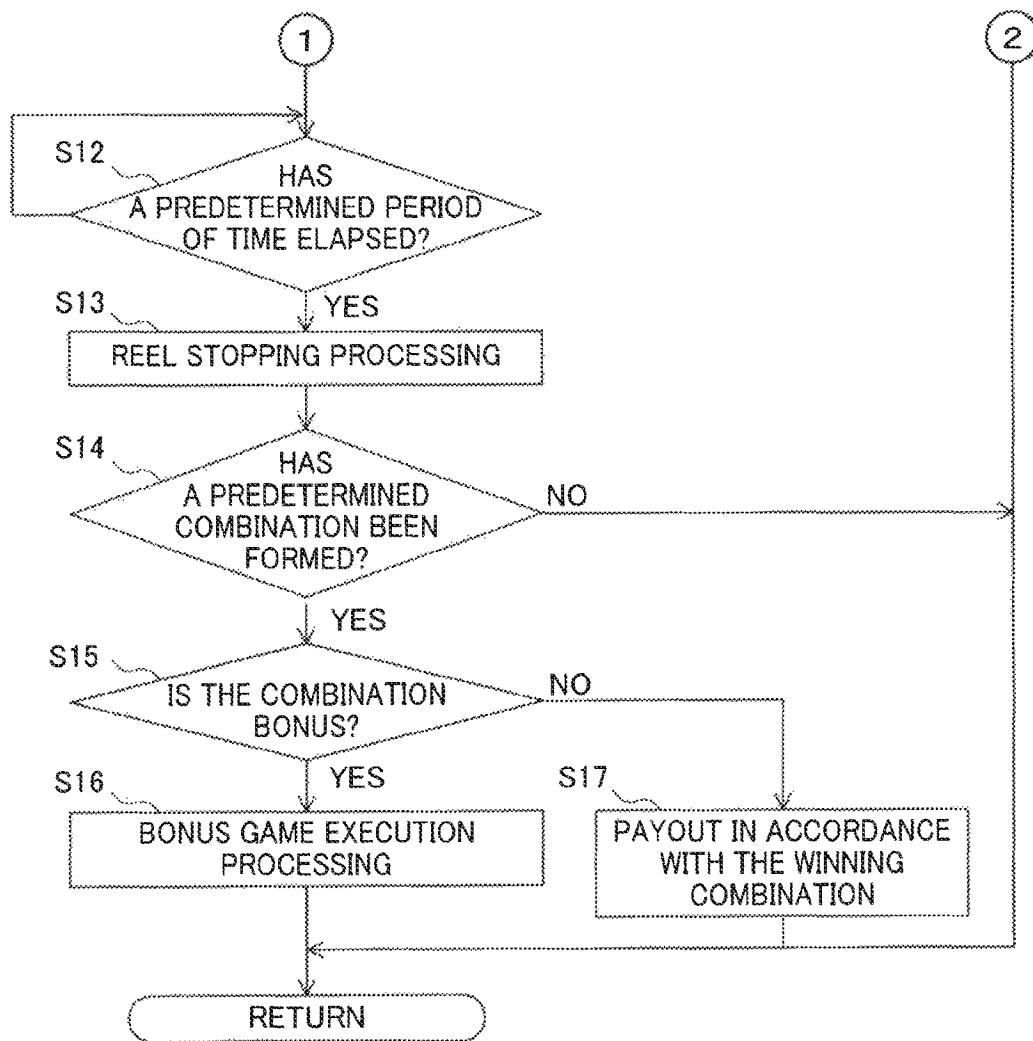 1
2
S12
HAS
A PREDETERMINED PERIOD
OF TIME ELAPSED?
YES
S13
REEL STOPPING PROCESSING
S14
HAS
A PREDETERMINED
COMBINATION BEEN
FORMED?
NO
YES
S15
IS THE COMBINATION
BONUS?
NO
YES
S16
BONUS GAME EXECUTION
PROCESSING
S17
PAYOUT IN ACCORDANCE
WITH THE WINNING
COMBINATION
RETURN